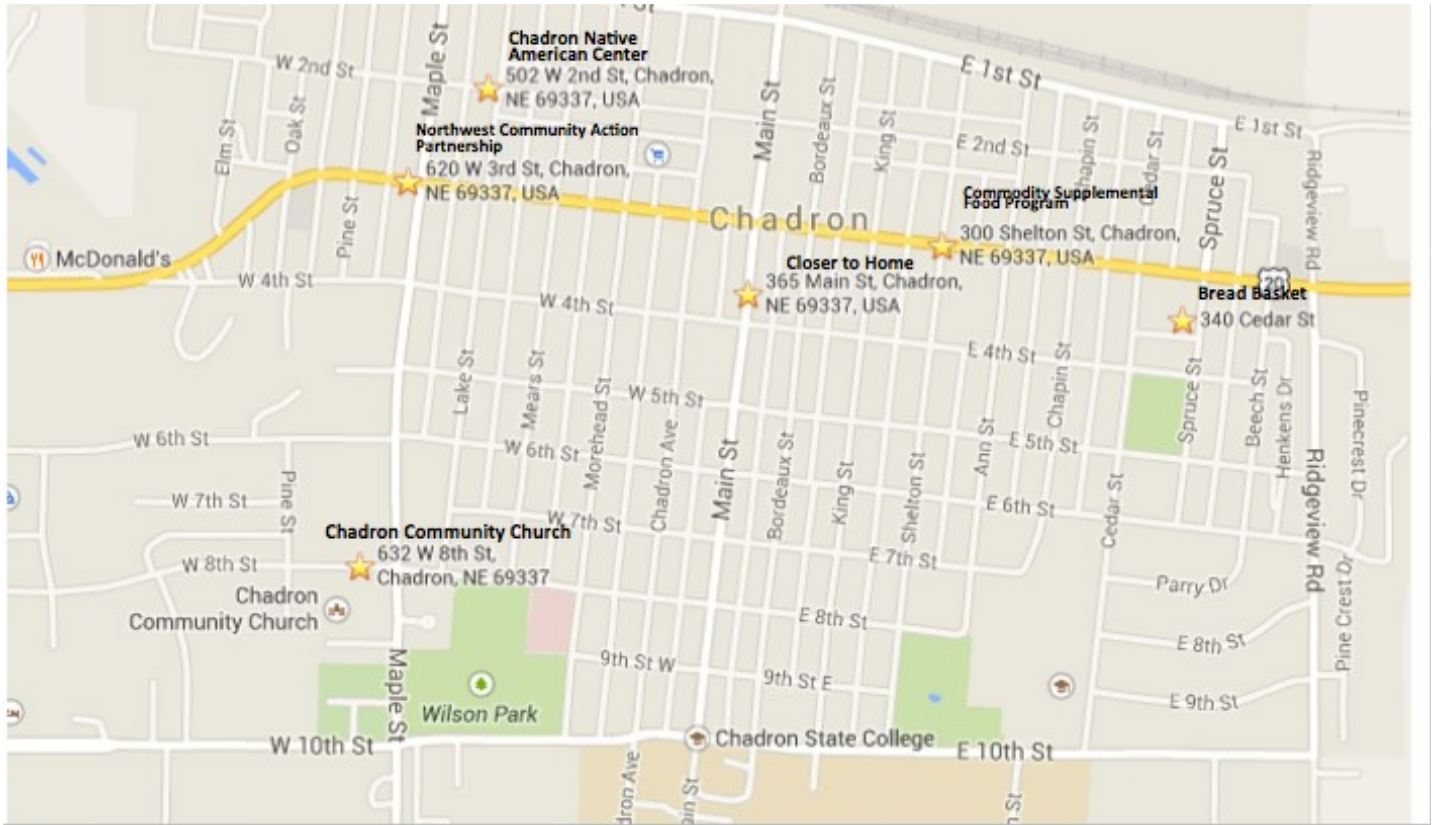 Chadron Native
American Center
502 W 2nd St, Chadron,
NE 69337, USA
Northwest Community Action
Partnership
620 W 3rd St, Chadron,
NE 69337, USA
Commodity Supplemental
Food Program
300 Shelton St, Chadron,
NE 69337, USA
Chadron
Closer to Home
365 Main St, Chadron,
NE 69337, USA
Bread Basket
340 Cedar St
20
McDonald's
Chadron Community Church
632 W 8th St,
Chadron, NE 69337
Chadron
Community Church
Wilson Park
Chadron State College
W 2nd St
Maple St
Oak St
Elm St
Pine St
Main St
Bordeaux St
King St
E 1st St
E 1st St
E 2nd St
Chapin St
Cedar St
Spruce St
Ridgeview Rd
W 4th St
W 4th St
E 4th St
Lake St
Mears St
Morehead St
W 5th St
Chadron Ave
Main St
Bordeaux St
King St
Shelton St
Ann St
Chapin St
E 5th St
Spruce St
Beech St
Henkens Dr
Pinecrest Dr
Ridgeview Rd
W 6th St
W 6th St
E 6th St
Cedar St
W 7th St
Pine St
W 7th St
E 7th St
W 8th St
E 8th St
Parry Dr
E 8th St
Pine Crest Dr
9th St W
9th St E
E 9th St
Maple St
W 10th St
E 10th St
dron Ave
pin St
n St